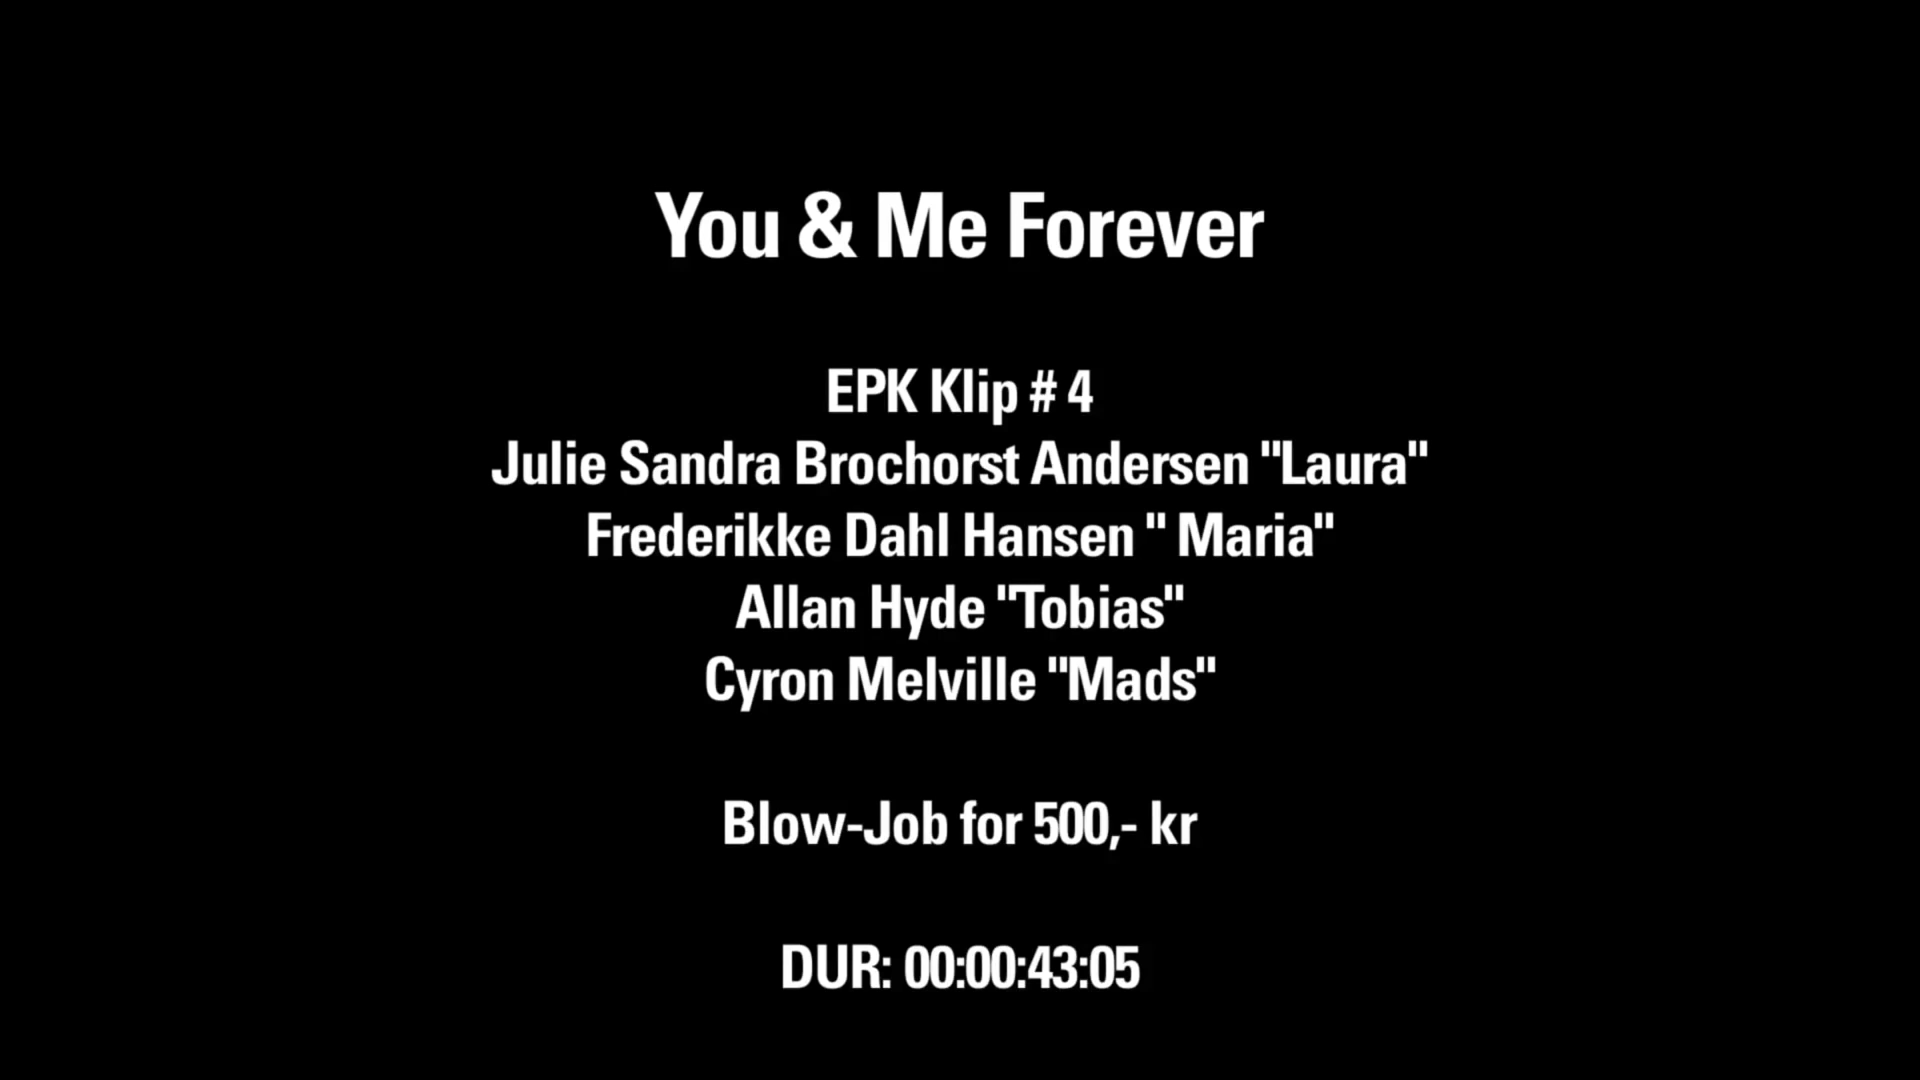 You & Me Forever
EPK Klip # 4
Julie Sandra Brochorst Andersen "Laura"
Frederikke Dahl Hansen " Maria"
Allan Hyde "Tobias"
Cyron Melville "Mads"
Blow-Job for 500,- kr
DUR: 00:00:43:05